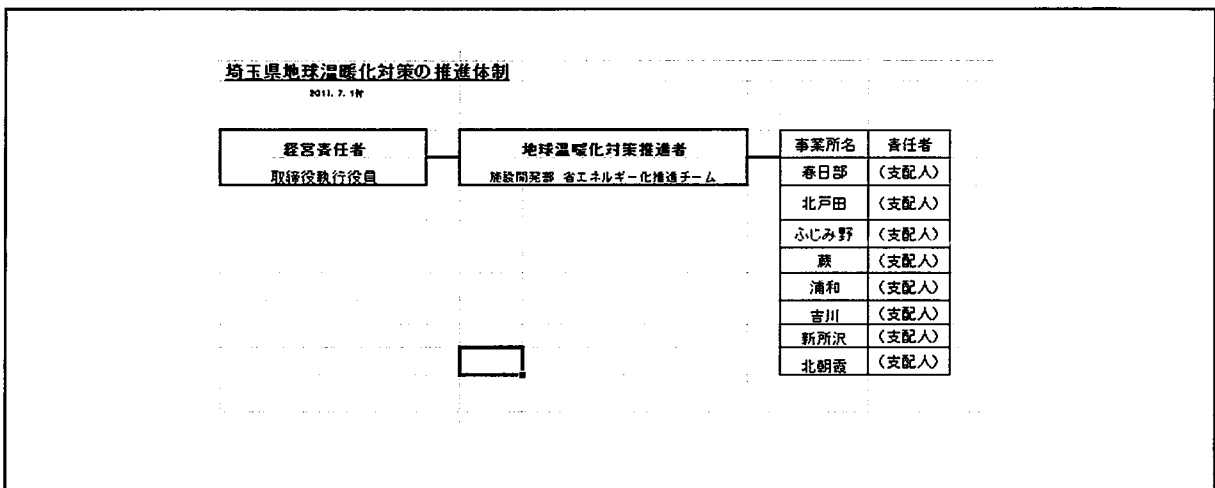 埼玉県地球温暖化対策の推進体制
2011. 7. 1付
経営責任者
取締役執行役員
地球温暖化対策推進者
施設開発部 省エネルギー化推進チーム
事業所名 責任者
春日部 (支配人)
北戸田 (支配人)
ふじみ野 (支配人)
蕨 (支配人)
浦和 (支配人)
吉川 (支配人)
新所沢 (支配人)
北朝霞 (支配人)